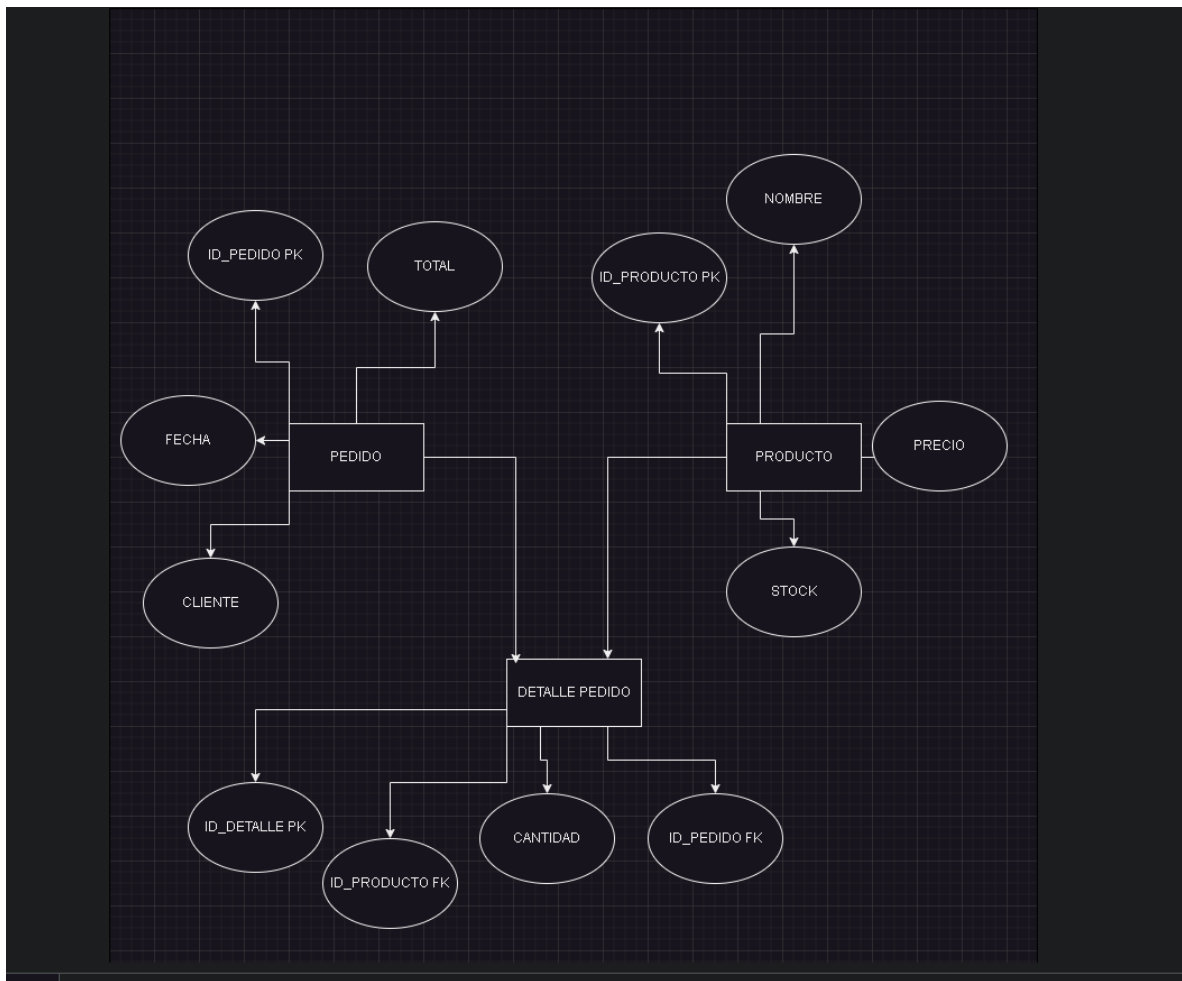 NOMBRE
ID_PEDIDO PK
TOTAL
ID_PRODUCTO PK
FECHA
PEDIDO
PRODUCTO
PRECIO
CLIENTE
STOCK
DETALLE PEDIDO
ID_DETALLE PK
ID_PRODUCTO FK
CANTIDAD
ID_PEDIDO FK